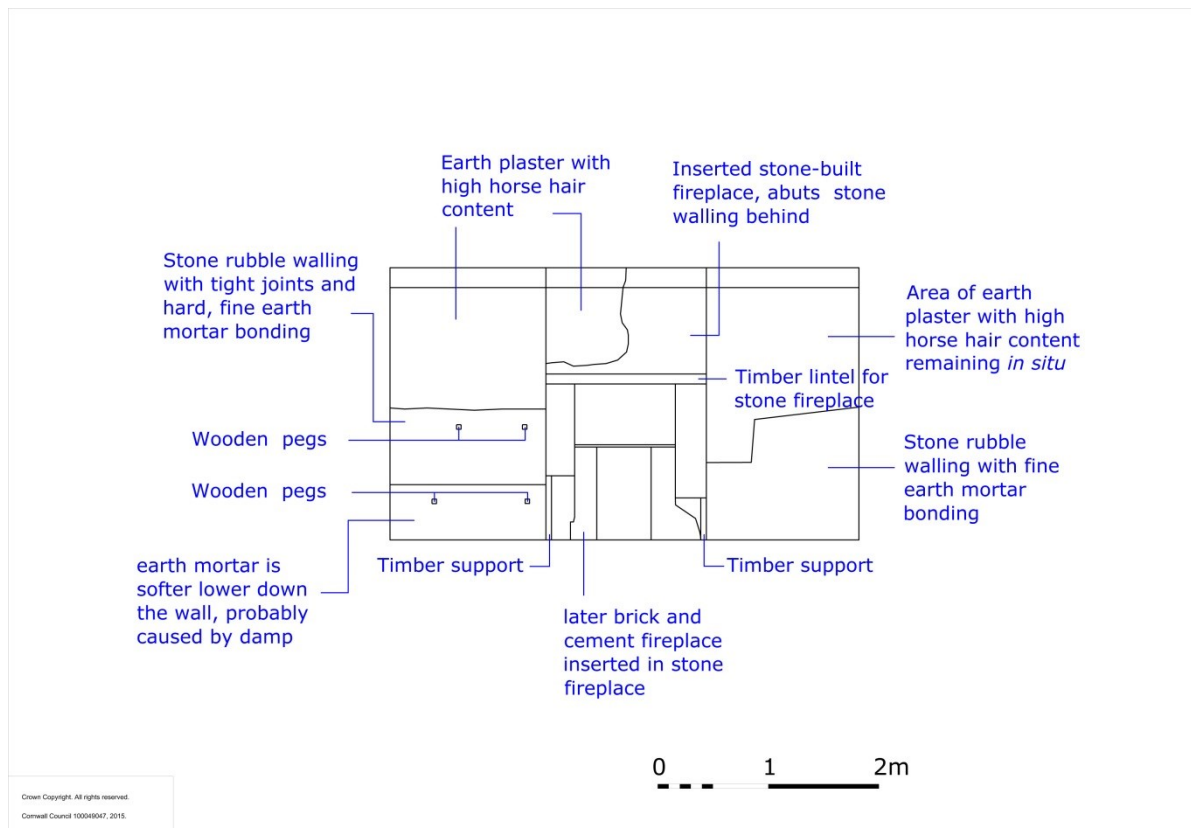 Earth plaster with
high horse hair
content
Inserted stone-built
fireplace, abuts stone
walling behind
Stone rubble walling
with tight joints and
hard, fine earth
mortar bonding
Area of earth
plaster with high
horse hair content
remaining in situ
Timber lintel for
stone fireplace
Wooden pegs
Stone rubble
walling with fine
earth mortar
bonding
Wooden pegs
earth mortar is
softer lower down
the wall, probably
caused by damp
Timber support
Timber support
later brick and
cement fireplace
inserted in stone
fireplace
0 1 2m
Crown Copyright. All rights reserved.
Cornwall Council 100049047, 2015.